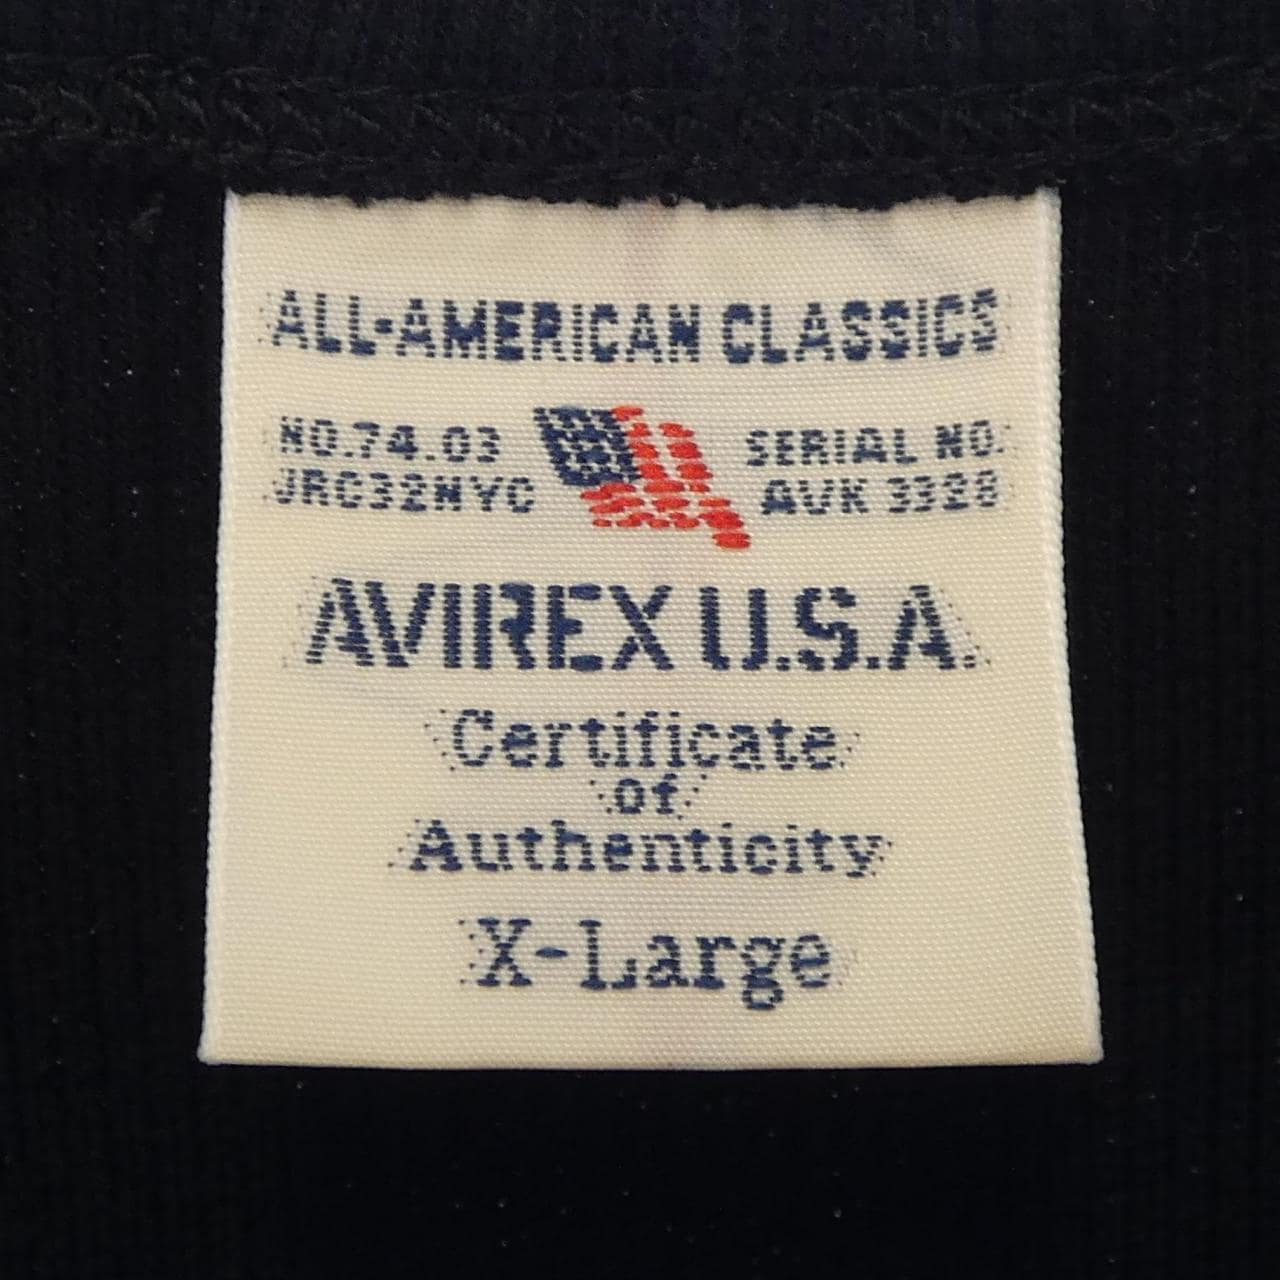 ALL-AMERICAN CLASSICS
NO.74.03
JRC32NYC
SERIAL NO.
AVK 3328
AVIREX U.S.A.
Certificate
of
Authenticity
X-Large